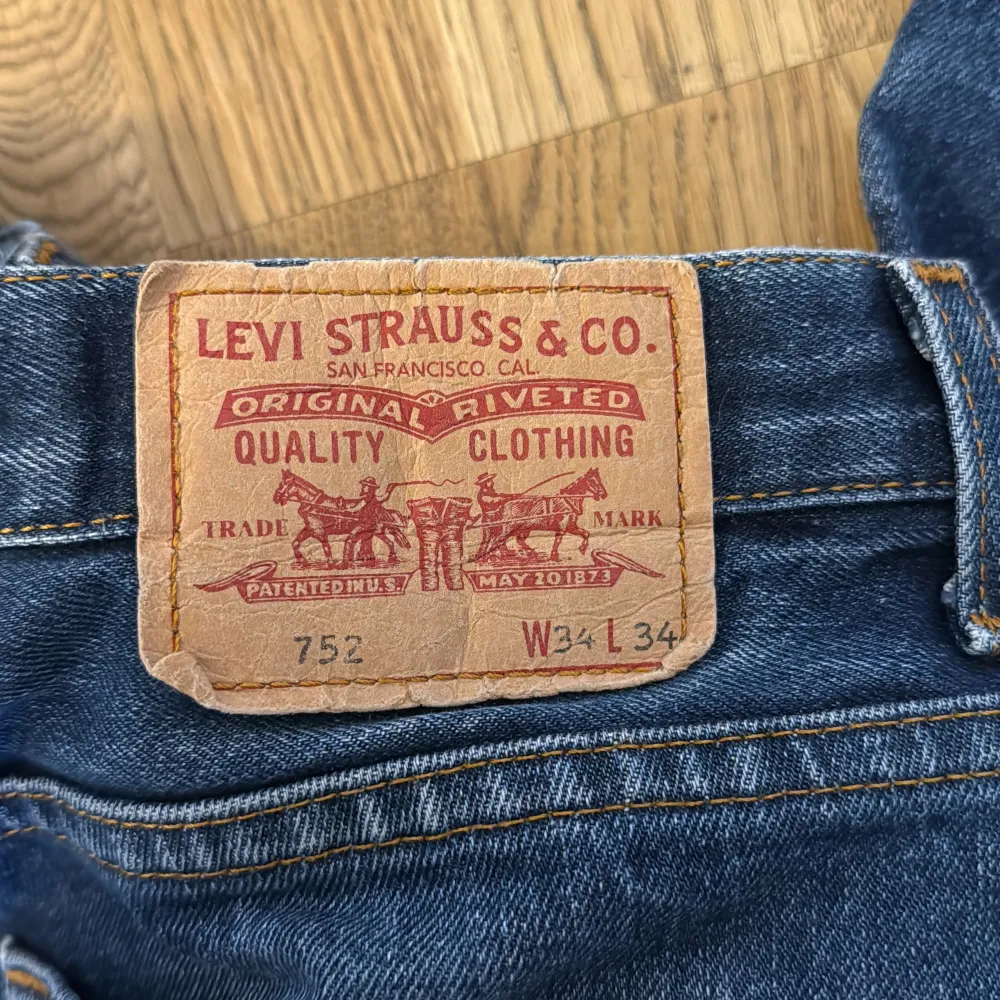 LEVI STRAUSS & CO.
SAN FRANCISCO. CAL.
ORIGINAL RIVETED
QUALITY CLOTHING
TRADE MARK
PATENTED IN U.S. MAY 20 1873
752 W34 L34